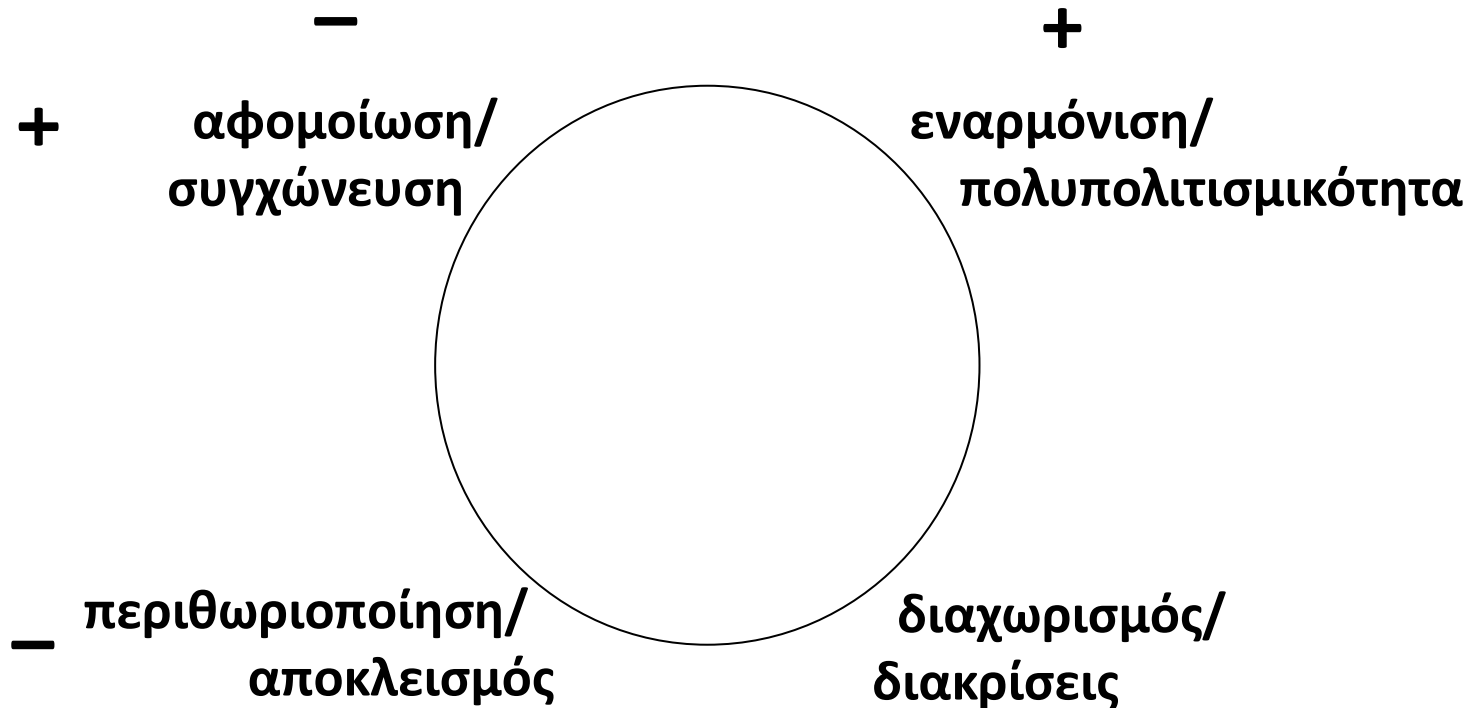 – +
+ αφομοίωση/ εναρμόνιση/
συγχώνευση πολυπολιτισμικότητα
περιθωριοποίηση/ διαχωρισμός/
– αποκλεισμός διακρίσεις